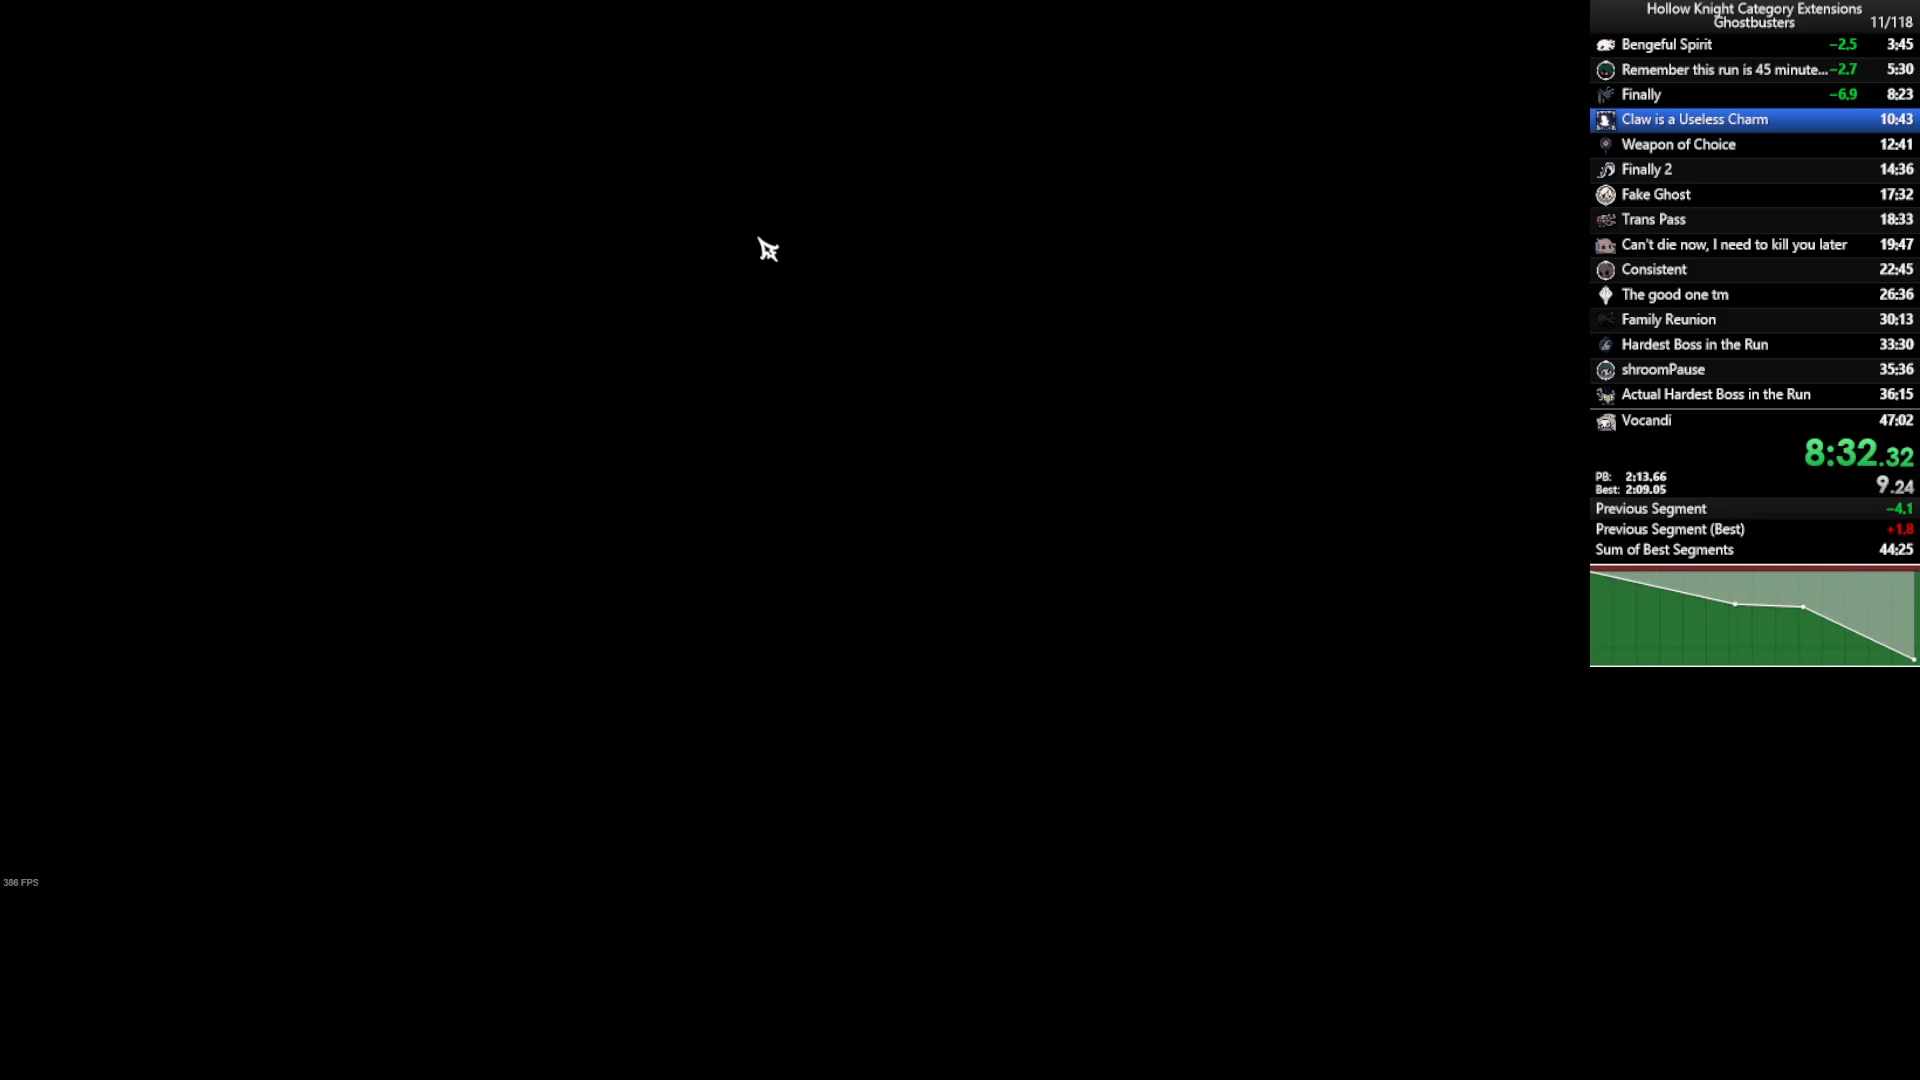 Hollow Knight Category Extensions
Ghostbusters 11/118
Bengeful Spirit −2.5 3:45
Remember this run is 45 minute... −2.7 5:30
Finally −6.9 8:23
Claw is a Useless Charm 10:43
Weapon of Choice 12:41
Finally 2 14:36
Fake Ghost 17:32
Trans Pass 18:33
Can't die now, I need to kill you later 19:47
Consistent 22:45
The good one tm 26:36
Family Reunion 30:13
Hardest Boss in the Run 33:30
shroomPause 35:36
Actual Hardest Boss in the Run 36:15
Vocandi 47:02
8:32.32
PB: 2:13.66
Best: 2:09.05 9.24
Previous Segment −4.1
Previous Segment (Best) +1.8
Sum of Best Segments 44:25
386 FPS